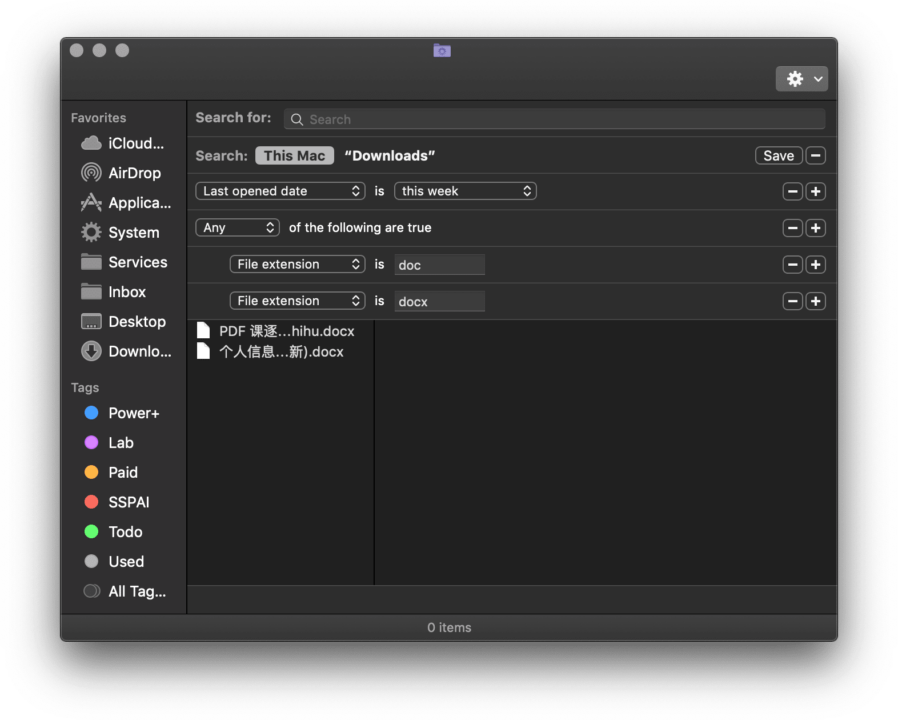 Favorites
iCloud...
AirDrop
Applica...
System
Services
Inbox
Desktop
Downlo...
Tags
Power+
Lab
Paid
SSPAI
Todo
Used
All Tag...
Search for: Search
Search: This Mac “Downloads” Save
Last opened date is this week
Any of the following are true
File extension is doc
File extension is docx
PDF 课逐...hihu.docx
个人信息...新).docx
0 items